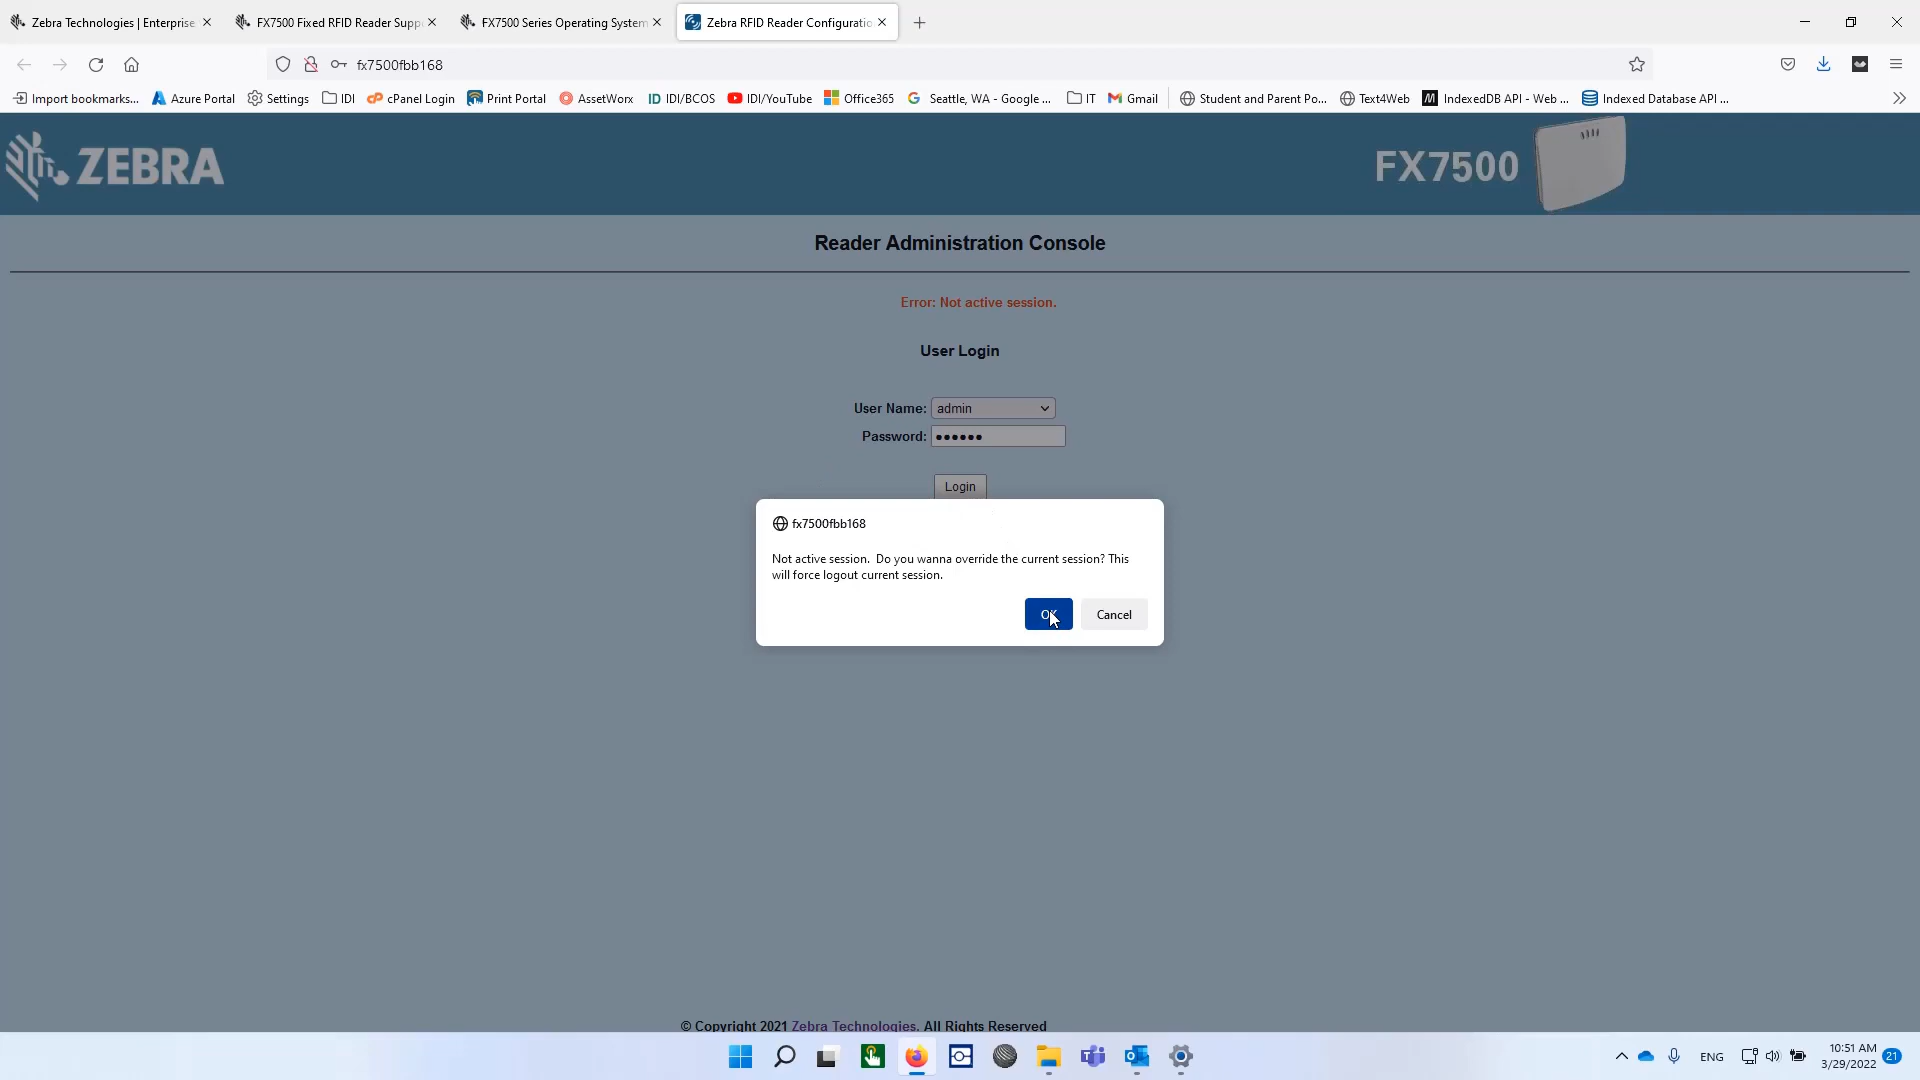 Zebra Technologies | Enterprise
FX7500 Fixed RFID Reader Supp
FX7500 Series Operating System
Zebra RFID Reader Configuratio
fx7500fbb168
Import bookmarks...
Azure Portal
Settings
IDI
cPanel Login
Print Portal
AssetWorx
ID IDI/BCOS
IDI/YouTube
Office365
Seattle, WA - Google ...
IT
Gmail
Student and Parent Po...
Text4Web
IndexedDB API - Web ...
Indexed Database API ...
ZEBRA
FX7500
Reader Administration Console
Error: Not active session.
User Login
User Name: admin
Password: ••••••
Login
fx7500fbb168
Not active session. Do you wanna override the current session? This
will force logout current session.
OK
Cancel
© Copyright 2021 Zebra Technologies. All Rights Reserved
ENG
10:51 AM
3/29/2022
21